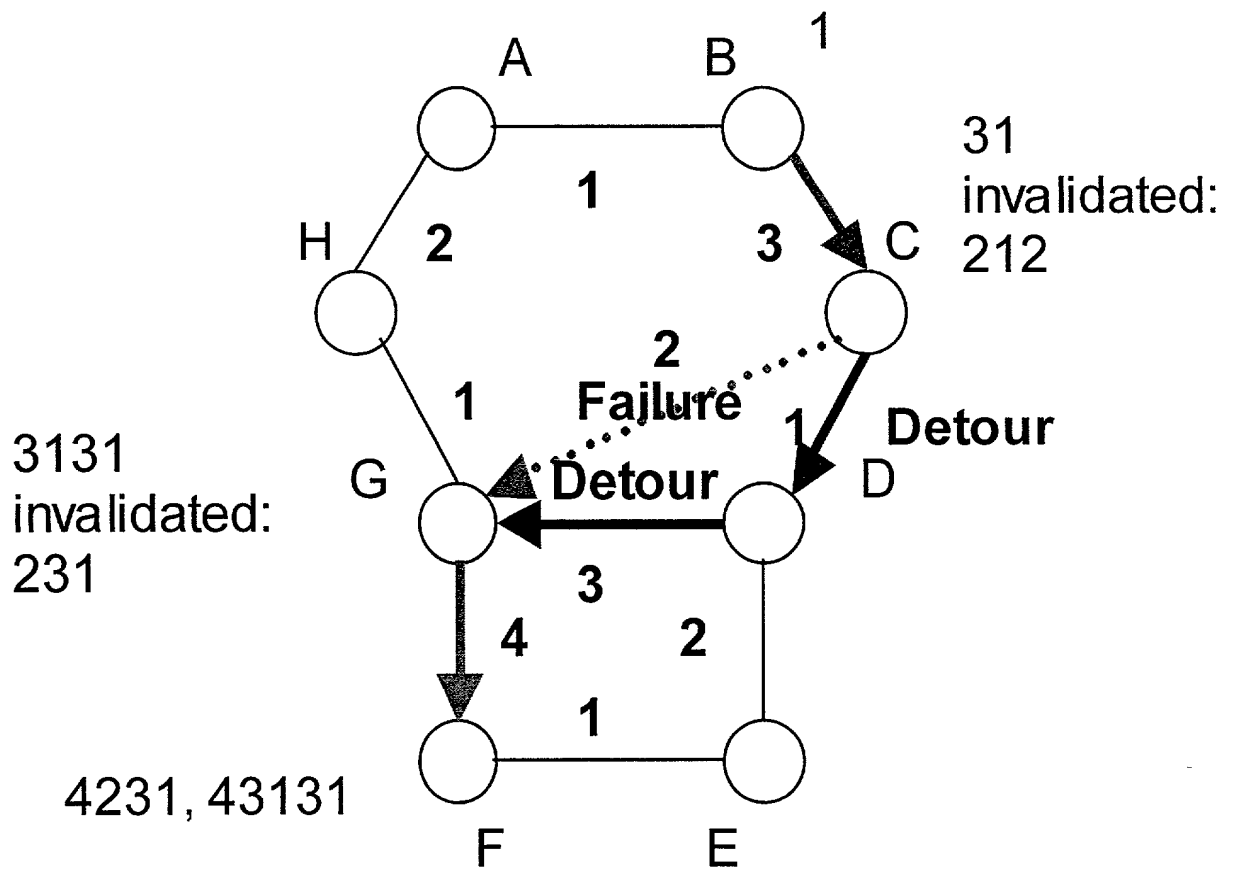 1
A
B
31
invalidated:
212
1
H
2
3
C
2
1
Failure
1
Detour
3131
invalidated:
231
G
Detour
D
3
4
2
1
4231, 43131
F
E